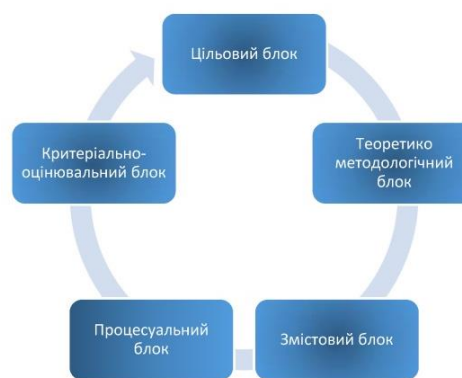 Цільовий блок
Теоретико
методологічний
блок
Змістовий блок
Процесуальний
блок
Критеріально-
оцінювальний блок